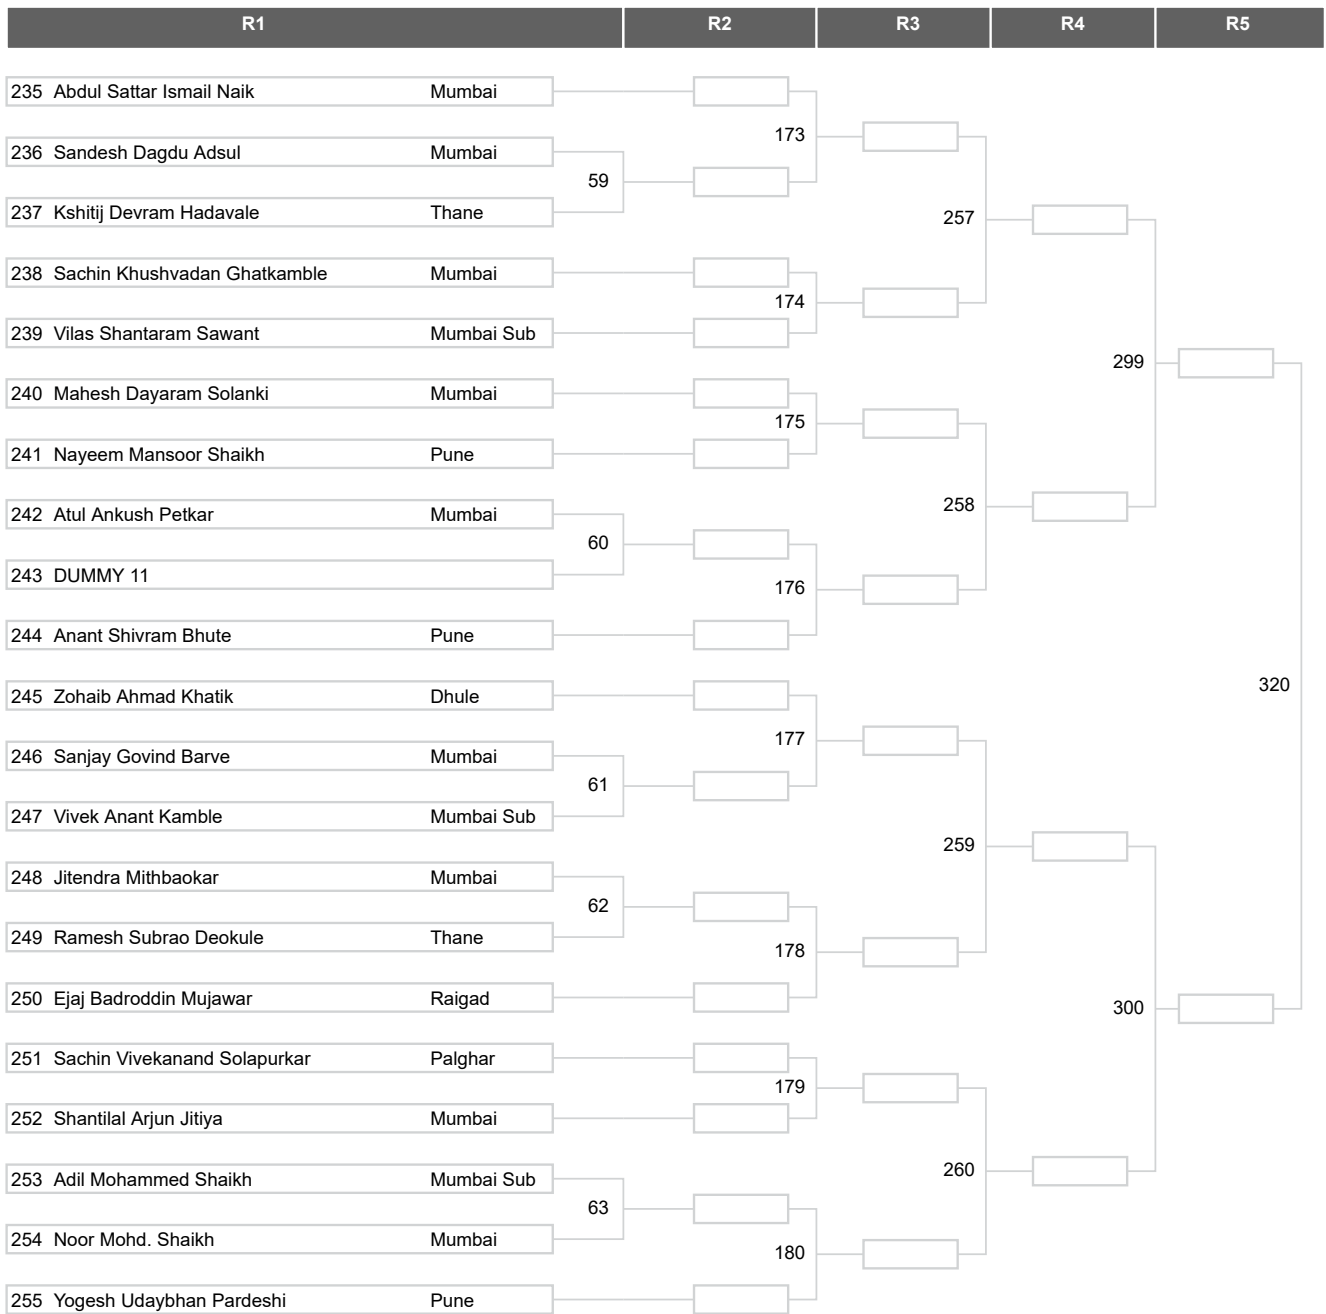 R1 R2 R3 R4 R5
235 Abdul Sattar Ismail Naik Mumbai
173
236 Sandesh Dagdu Adsul Mumbai
59
237 Kshitij Devram Hadavale Thane
257
238 Sachin Khushvadan Ghatkamble Mumbai
174
239 Vilas Shantaram Sawant Mumbai Sub
299
240 Mahesh Dayaram Solanki Mumbai
175
241 Nayeem Mansoor Shaikh Pune
258
242 Atul Ankush Petkar Mumbai
60
243 DUMMY 11
176
244 Anant Shivram Bhute Pune
320
245 Zohaib Ahmad Khatik Dhule
177
246 Sanjay Govind Barve Mumbai
61
247 Vivek Anant Kamble Mumbai Sub
259
248 Jitendra Mithbaokar Mumbai
62
249 Ramesh Subrao Deokule Thane
178
250 Ejaj Badroddin Mujawar Raigad
300
251 Sachin Vivekanand Solapurkar Palghar
179
252 Shantilal Arjun Jitiya Mumbai
260
253 Adil Mohammed Shaikh Mumbai Sub
63
254 Noor Mohd. Shaikh Mumbai
180
255 Yogesh Udaybhan Pardeshi Pune